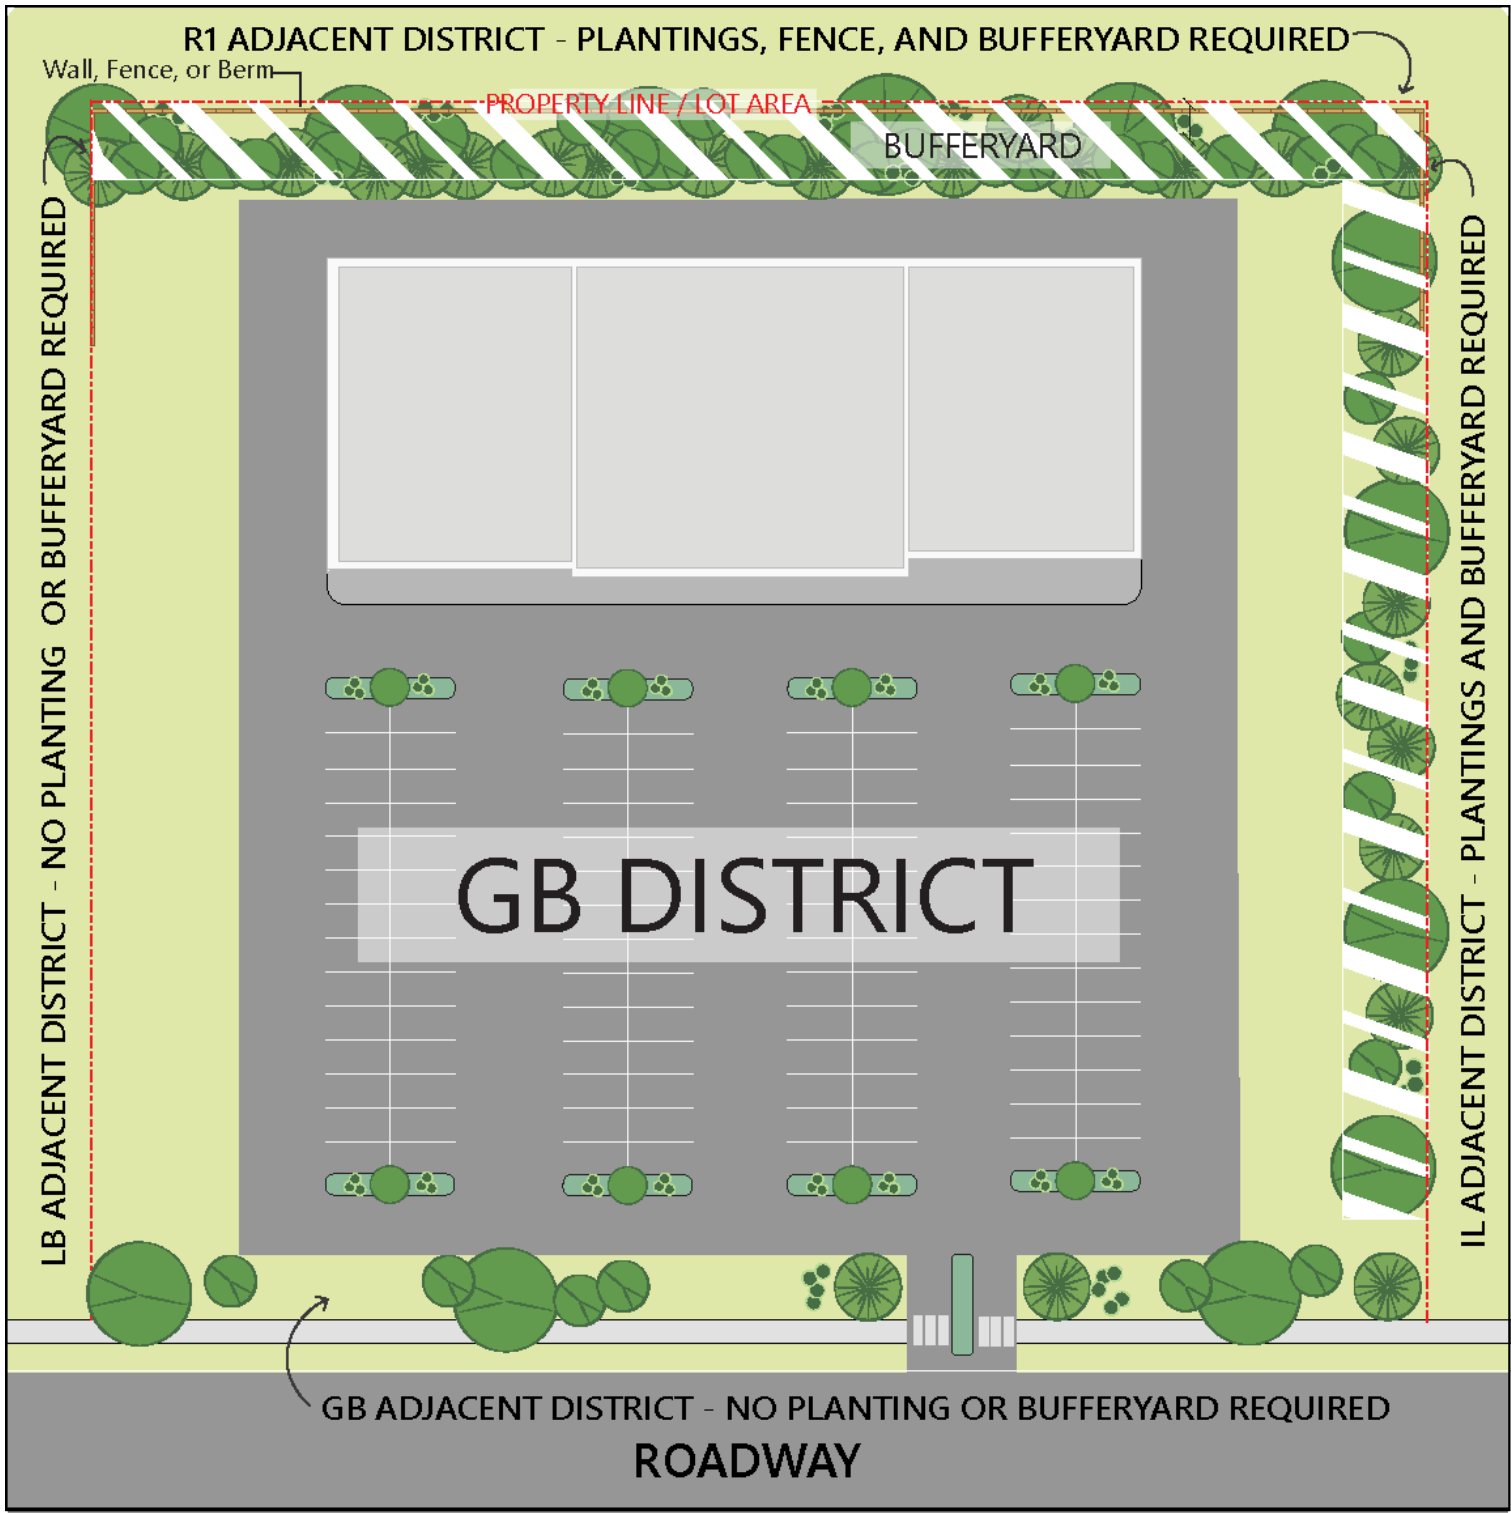 R1 ADJACENT DISTRICT - PLANTINGS, FENCE, AND BUFFERYARD REQUIRED
Wall, Fence, or Berm
PROPERTY LINE / LOT AREA
BUFFERYARD
LB ADJACENT DISTRICT - NO PLANTING OR BUFFERYARD REQUIRED
IL ADJACENT DISTRICT - PLANTINGS AND BUFFERYARD REQUIRED
GB DISTRICT
GB ADJACENT DISTRICT - NO PLANTING OR BUFFERYARD REQUIRED
ROADWAY